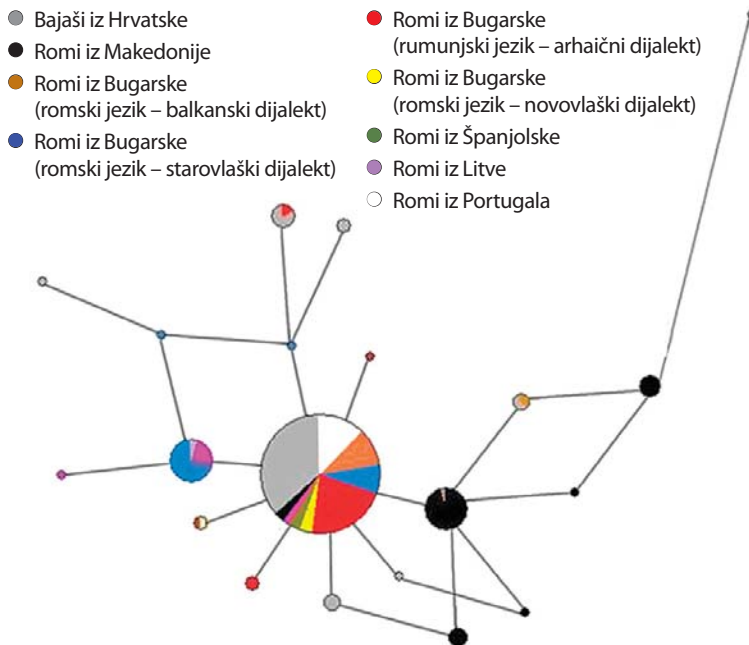 Bajaši iz Hrvatske
Romi iz Makedonije
Romi iz Bugarske
(romski jezik – balkanski dijalekt)
Romi iz Bugarske
(romski jezik – starovlaški dijalekt)
Romi iz Bugarske
(rumunjski jezik – arhaični dijalekt)
Romi iz Bugarske
(romski jezik – novovlaški dijalekt)
Romi iz Španjolske
Romi iz Litve
Romi iz Portugala